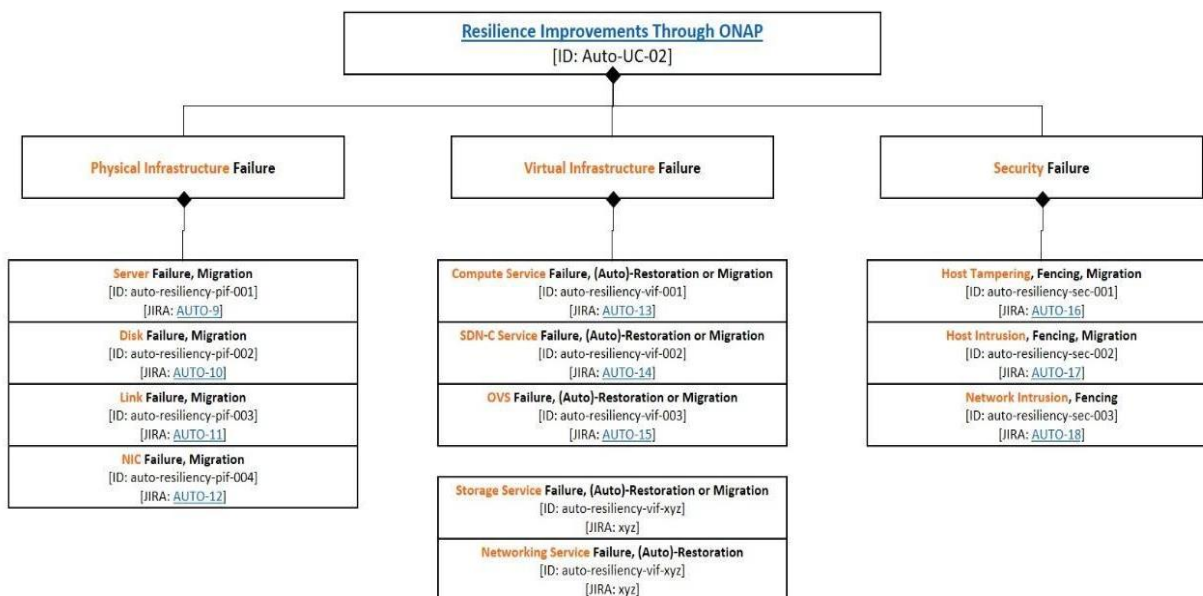 Resilience Improvements Through ONAP
[ID: Auto-UC-02]
Physical Infrastructure Failure
Virtual Infrastructure Failure
Security Failure
Server Failure, Migration
[ID: auto-resiliency-pif-001]
[JIRA: AUTO-9]
Disk Failure, Migration
[ID: auto-resiliency-pif-002]
[JIRA: AUTO-10]
Link Failure, Migration
[ID: auto-resiliency-pif-003]
[JIRA: AUTO-11]
NIC Failure, Migration
[ID: auto-resiliency-pif-004]
[JIRA: AUTO-12]
Compute Service Failure, (Auto)-Restoration or Migration
[ID: auto-resiliency-vif-001]
[JIRA: AUTO-13]
SDN-C Service Failure, (Auto)-Restoration or Migration
[ID: auto-resiliency-vif-002]
[JIRA: AUTO-14]
OVS Failure, (Auto)-Restoration or Migration
[ID: auto-resiliency-vif-003]
[JIRA: AUTO-15]
Storage Service Failure, (Auto)-Restoration or Migration
[ID: auto-resiliency-vif-xyz]
[JIRA: xyz]
Networking Service Failure, (Auto)-Restoration
[ID: auto-resiliency-vif-xyz]
[JIRA: xyz]
Host Tampering, Fencing, Migration
[ID: auto-resiliency-sec-001]
[JIRA: AUTO-16]
Host Intrusion, Fencing, Migration
[ID: auto-resiliency-sec-002]
[JIRA: AUTO-17]
Network Intrusion, Fencing
[ID: auto-resiliency-sec-003]
[JIRA: AUTO-18]